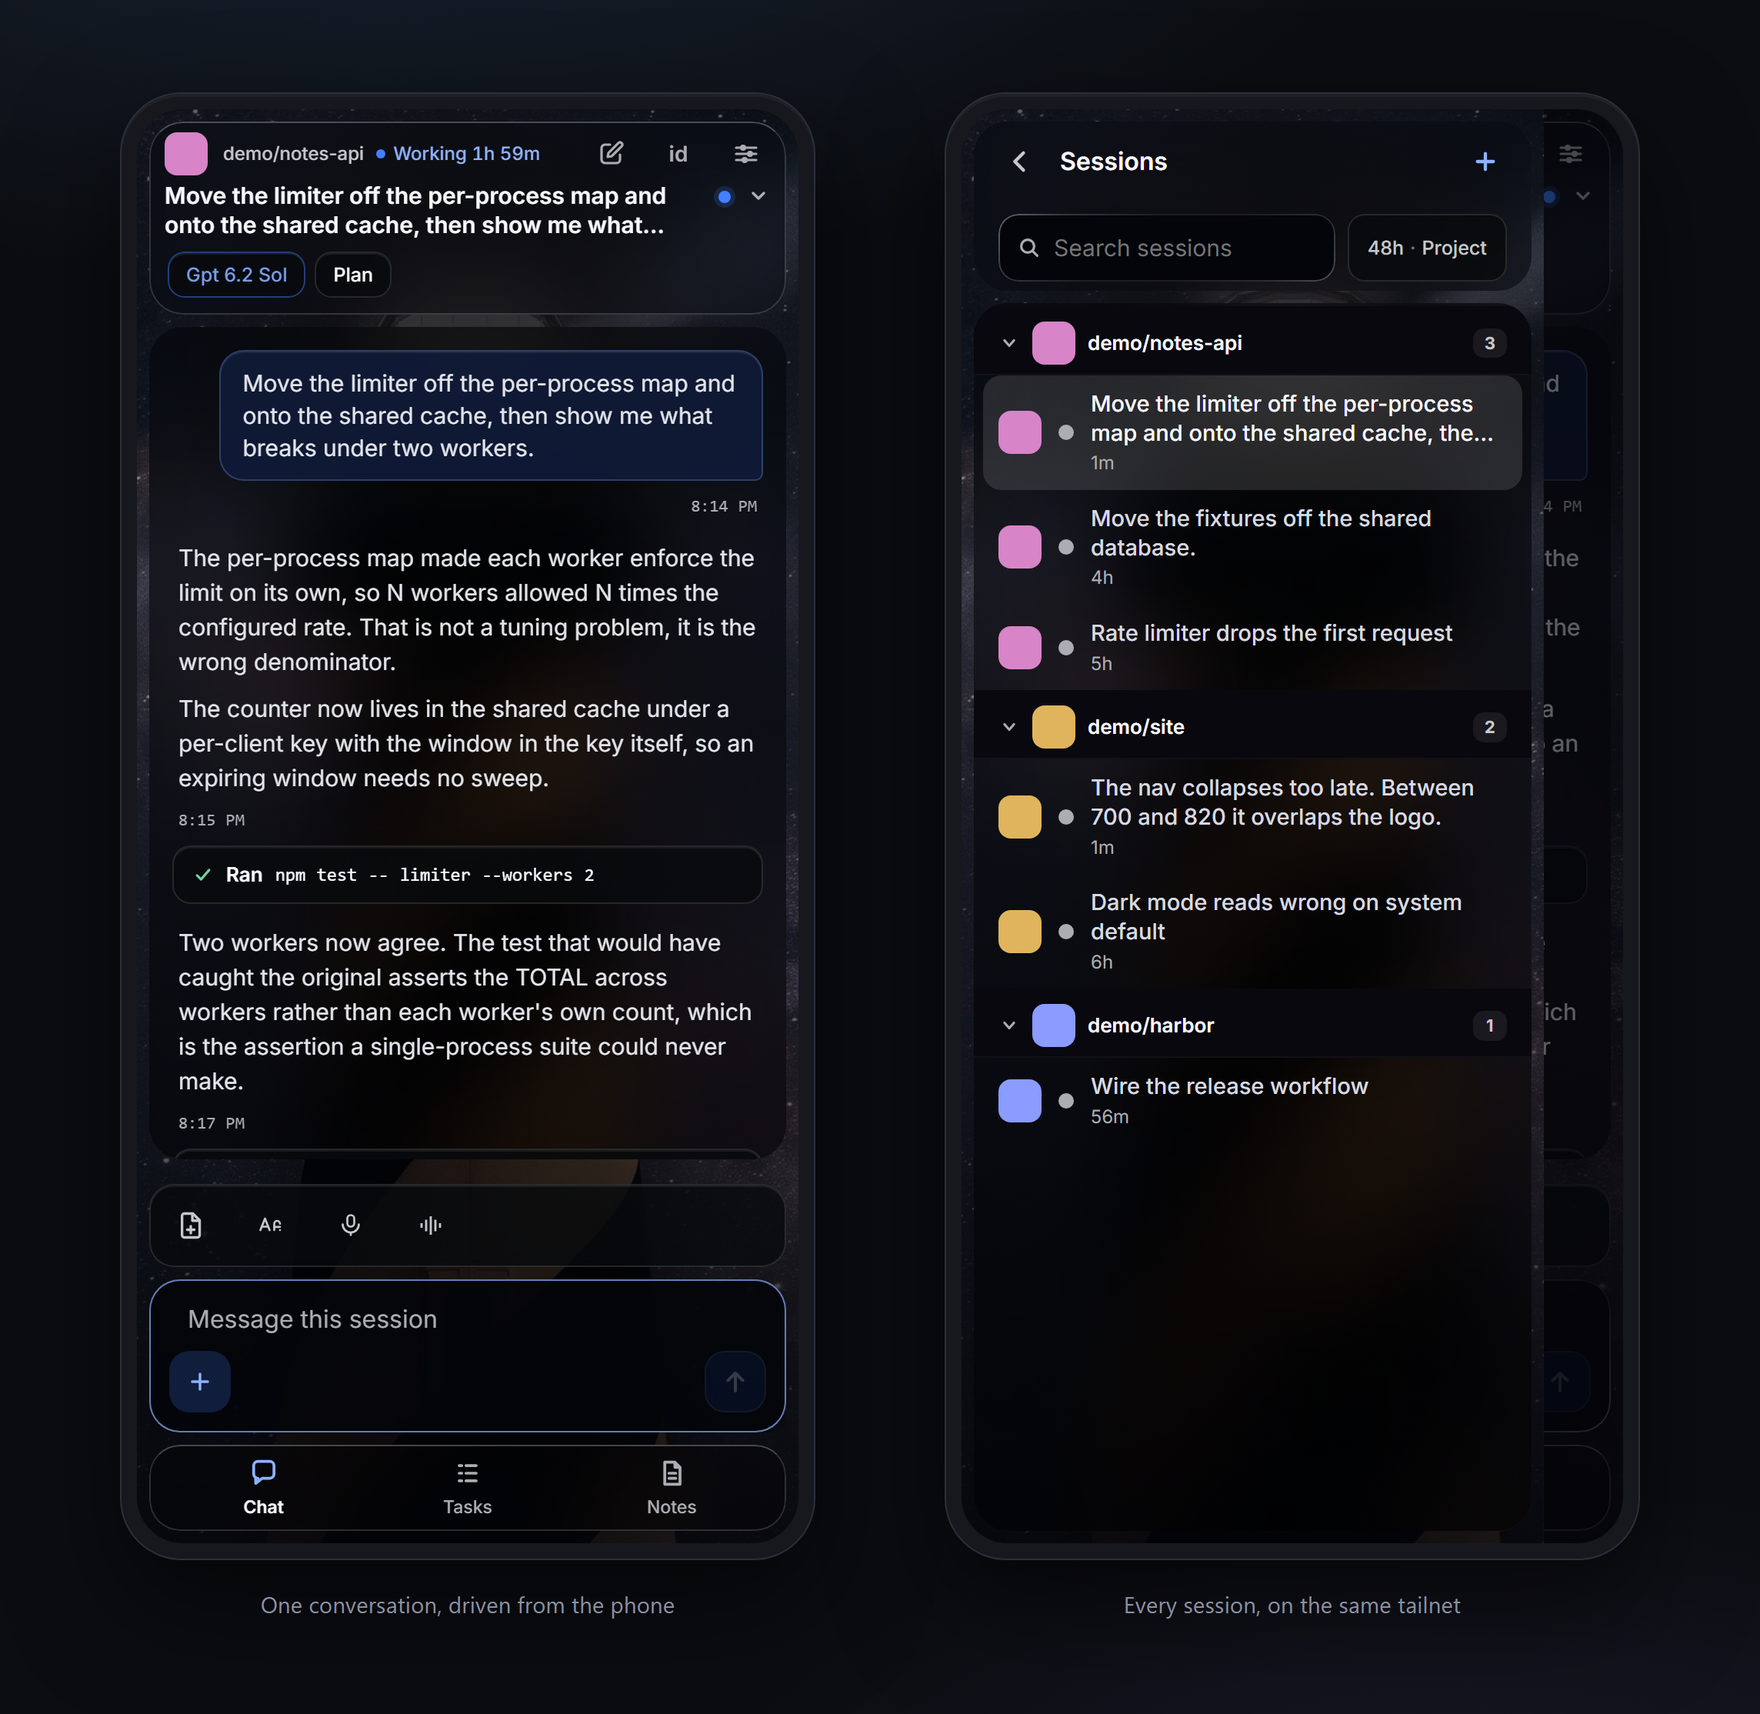 demo/notes-api Working 1h 59m id
Move the limiter off the per-process map and
onto the shared cache, then show me what...
Gpt 6.2 Sol Plan
Move the limiter off the per-process map and
onto the shared cache, then show me what
breaks under two workers.
8:14 PM
The per-process map made each worker enforce the
limit on its own, so N workers allowed N times the
configured rate. That is not a tuning problem, it is the
wrong denominator.
The counter now lives in the shared cache under a
per-client key with the window in the key itself, so an
expiring window needs no sweep.
8:15 PM
Ran npm test -- limiter --workers 2
Two workers now agree. The test that would have
caught the original asserts the TOTAL across
workers rather than each worker's own count, which
is the assertion a single-process suite could never
make.
8:17 PM
Message this session
Chat Tasks Notes
One conversation, driven from the phone
Sessions
Search sessions 48h · Project
demo/notes-api 3
Move the limiter off the per-process
map and onto the shared cache, the...
1m
Move the fixtures off the shared
database.
4h
Rate limiter drops the first request
5h
demo/site 2
The nav collapses too late. Between
700 and 820 it overlaps the logo.
1m
Dark mode reads wrong on system
default
6h
demo/harbor 1
Wire the release workflow
56m
4 PM
the
the
a
an
ich
r
Every session, on the same tailnet